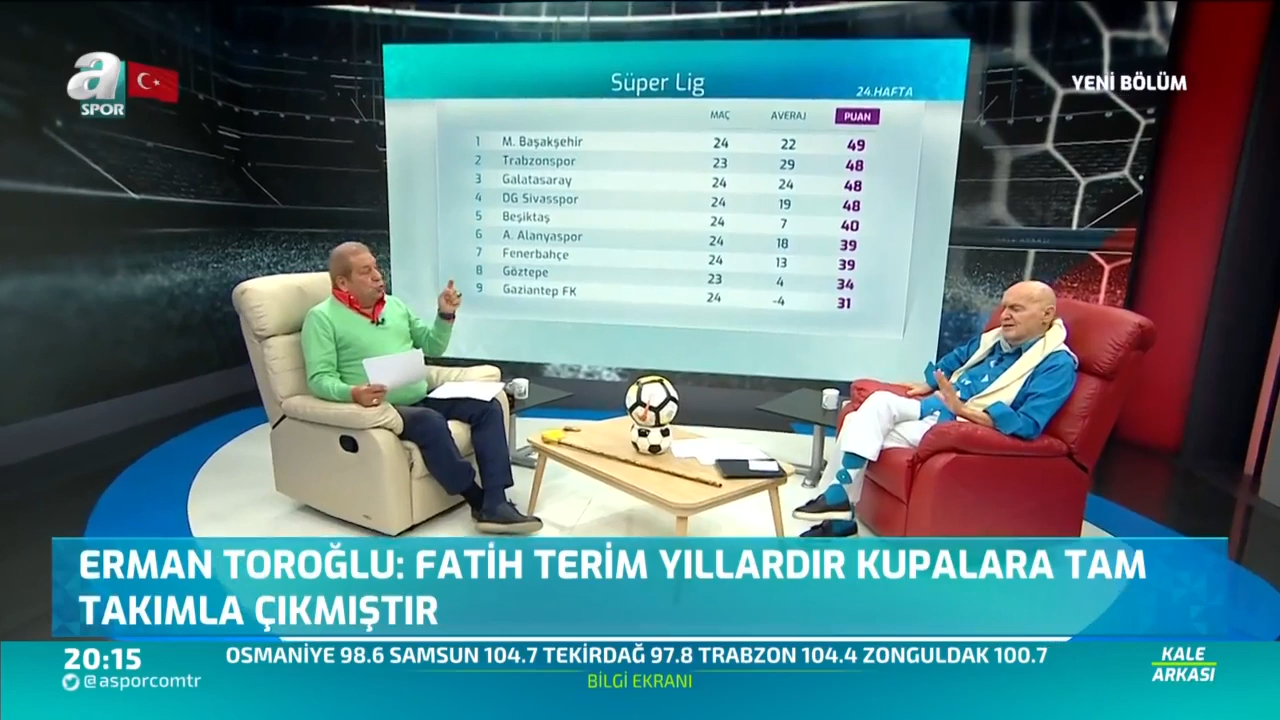 a
SPOR
YENİ BÖLÜM
Süper Lig
24.HAFTA
MAÇ AVERAJ PUAN
1 M. Başakşehir 24 22 49
2 Trabzonspor 23 29 48
3 Galatasaray 24 24 48
4 DG Sivasspor 24 19 48
5 Beşiktaş 24 7 40
6 A. Alanyaspor 24 18 39
7 Fenerbahçe 24 13 39
8 Göztepe 23 4 34
9 Gaziantep FK 24 -4 31
ERMAN TOROĞLU: FATİH TERİM YILLARDIR KUPALARA TAM
TAKIMLA ÇIKMIŞTIR
20:15
@asporcomtr
OSMANİYE 98.6 SAMSUN 104.7 TEKİRDAĞ 97.8 TRABZON 104.4 ZONGULDAK 100.7
BİLGİ EKRANI
KALE
ARKASI